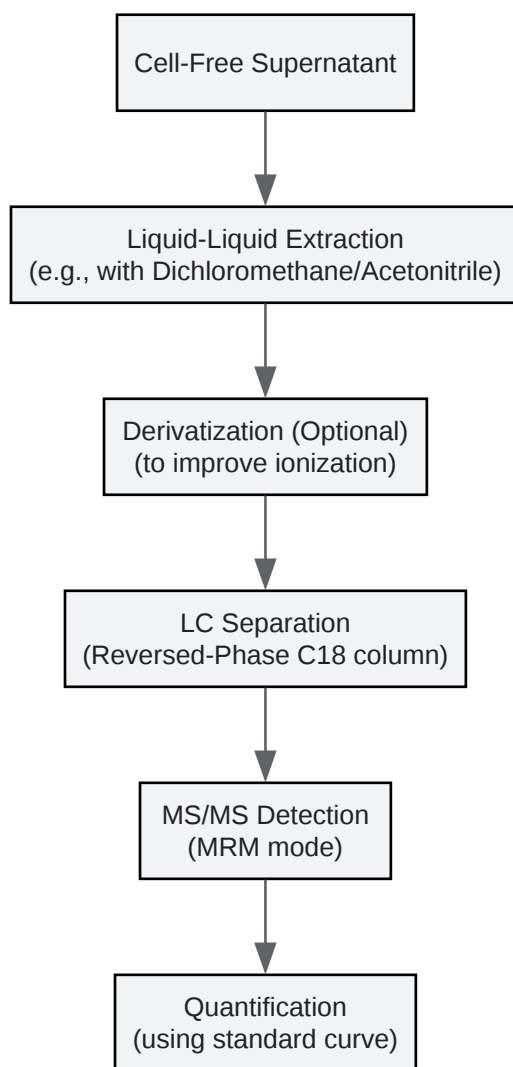 Cell-Free Supernatant
Liquid-Liquid Extraction
(e.g., with Dichloromethane/Acetonitrile)
Derivatization (Optional)
(to improve ionization)
LC Separation
(Reversed-Phase C18 column)
MS/MS Detection
(MRM mode)
Quantification
(using standard curve)